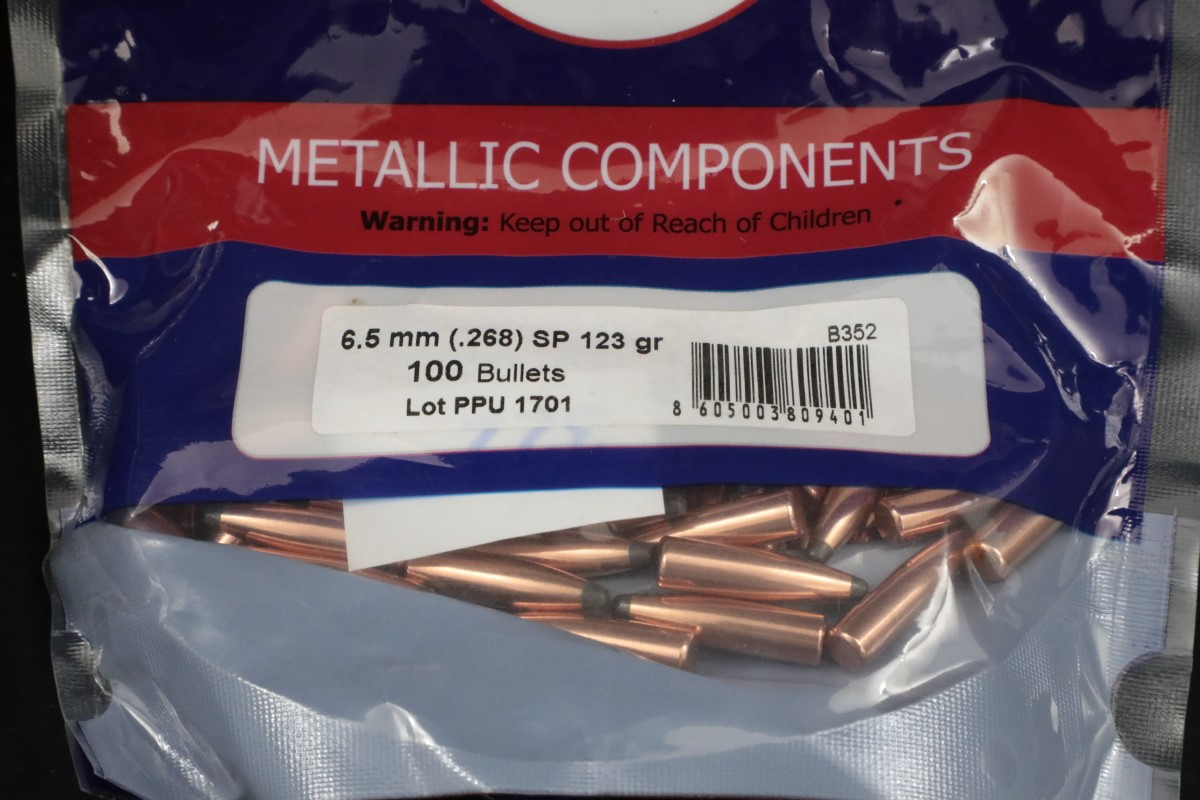 METALLIC COMPONENTS
Warning: Keep out of Reach of Children
6.5 mm (.268) SP 123 gr
B352
100 Bullets
Lot PPU 1701
8 605003 809401